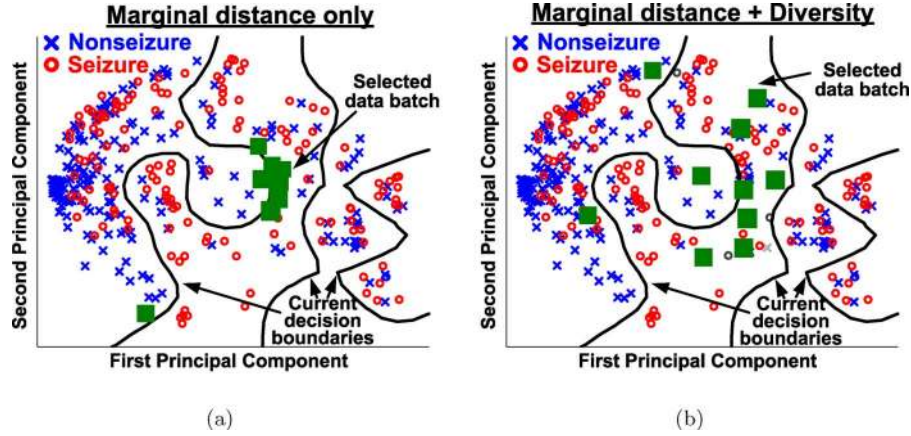 Marginal distance only
Nonseizure
Seizure
Selected
data batch
Second Principal Component
Current
decision
boundaries
First Principal Component
(a)
Marginal distance + Diversity
Nonseizure
Seizure
Selected
data batch
Second Principal Component
Current
decision
boundaries
First Principal Component
(b)